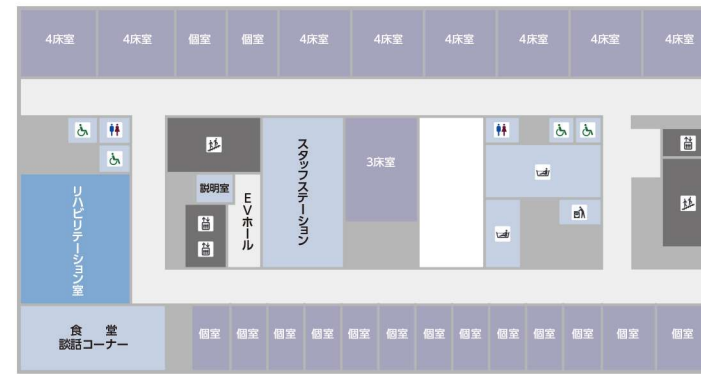 4床室
4床室
個室
個室
4床室
4床室
4床室
4床室
4床室
4床室
リハビリテーション室
説明室
EVホール
スタッフステーション
3床室
食　堂
談話コーナー
個室
個室
個室
個室
個室
個室
個室
個室
個室
個室
個室
個室
個室